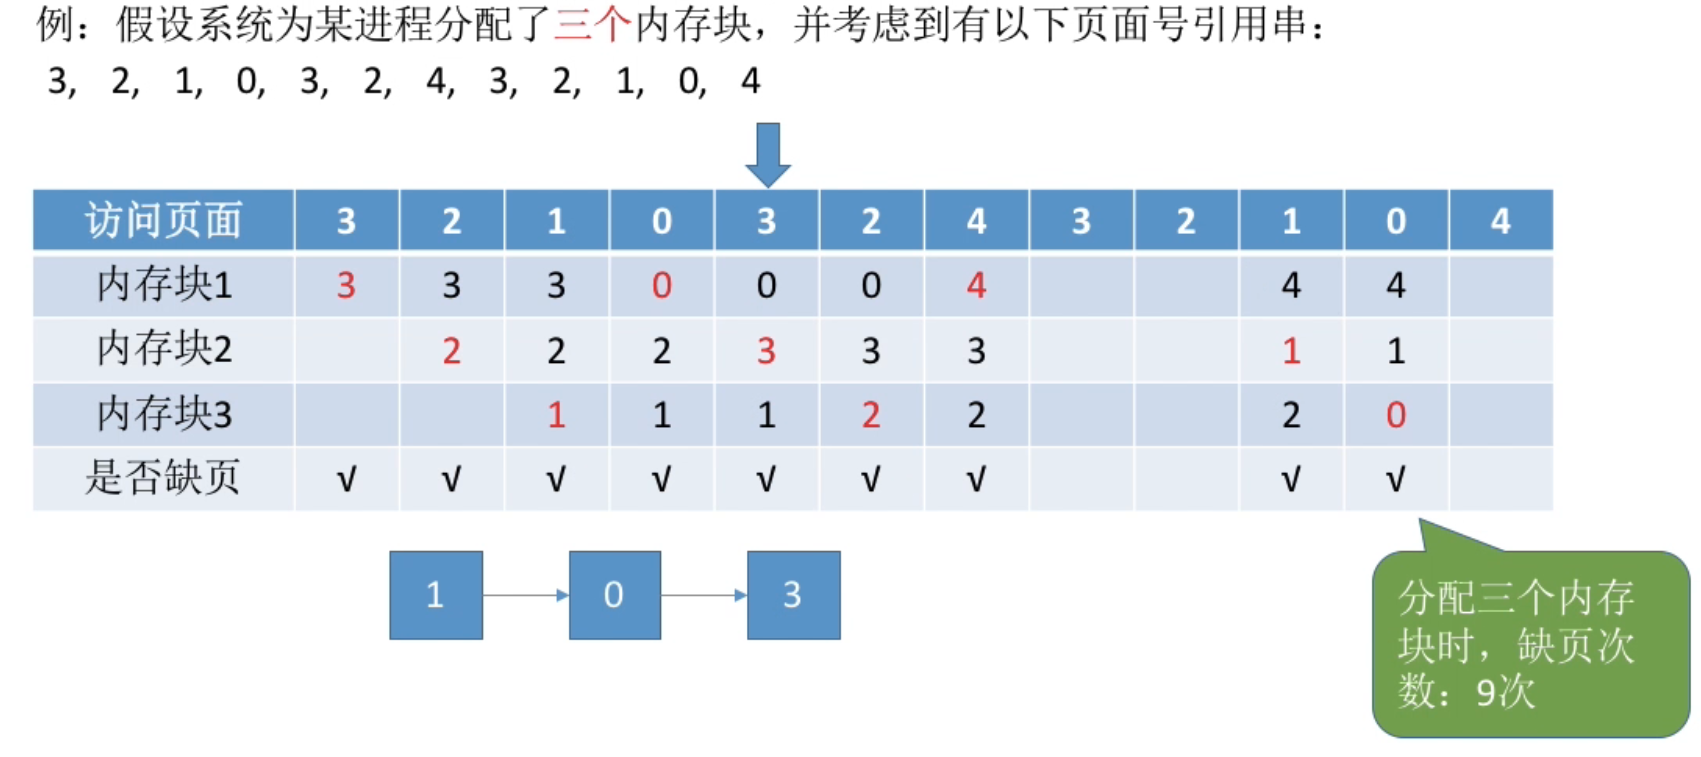 例：假设系统为某进程分配了三个内存块，并考虑到有以下页面号引用串：
3, 2, 1, 0, 3, 2, 4, 3, 2, 1, 0, 4
访问页面 3 2 1 0 3 2 4 3 2 1 0 4
内存块1 3 3 3 0 0 0 4 4 4
内存块2 2 2 2 3 3 3 1 1
内存块3 1 1 1 2 2 2 0
是否缺页 √ √ √ √ √ √ √ √ √
1 0 3
分配三个内存
块时，缺页次
数：9次